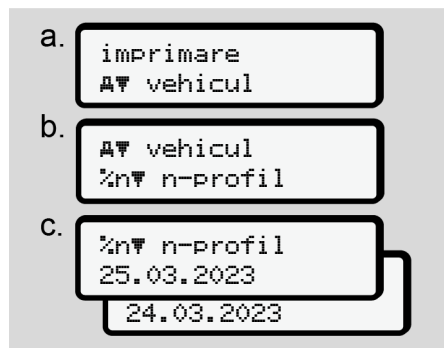 a.
imprimare
A▼ vehicul
b.
A▼ vehicul
%n▼ n-profil
c.
%n▼ n-profil
25.03.2023
24.03.2023